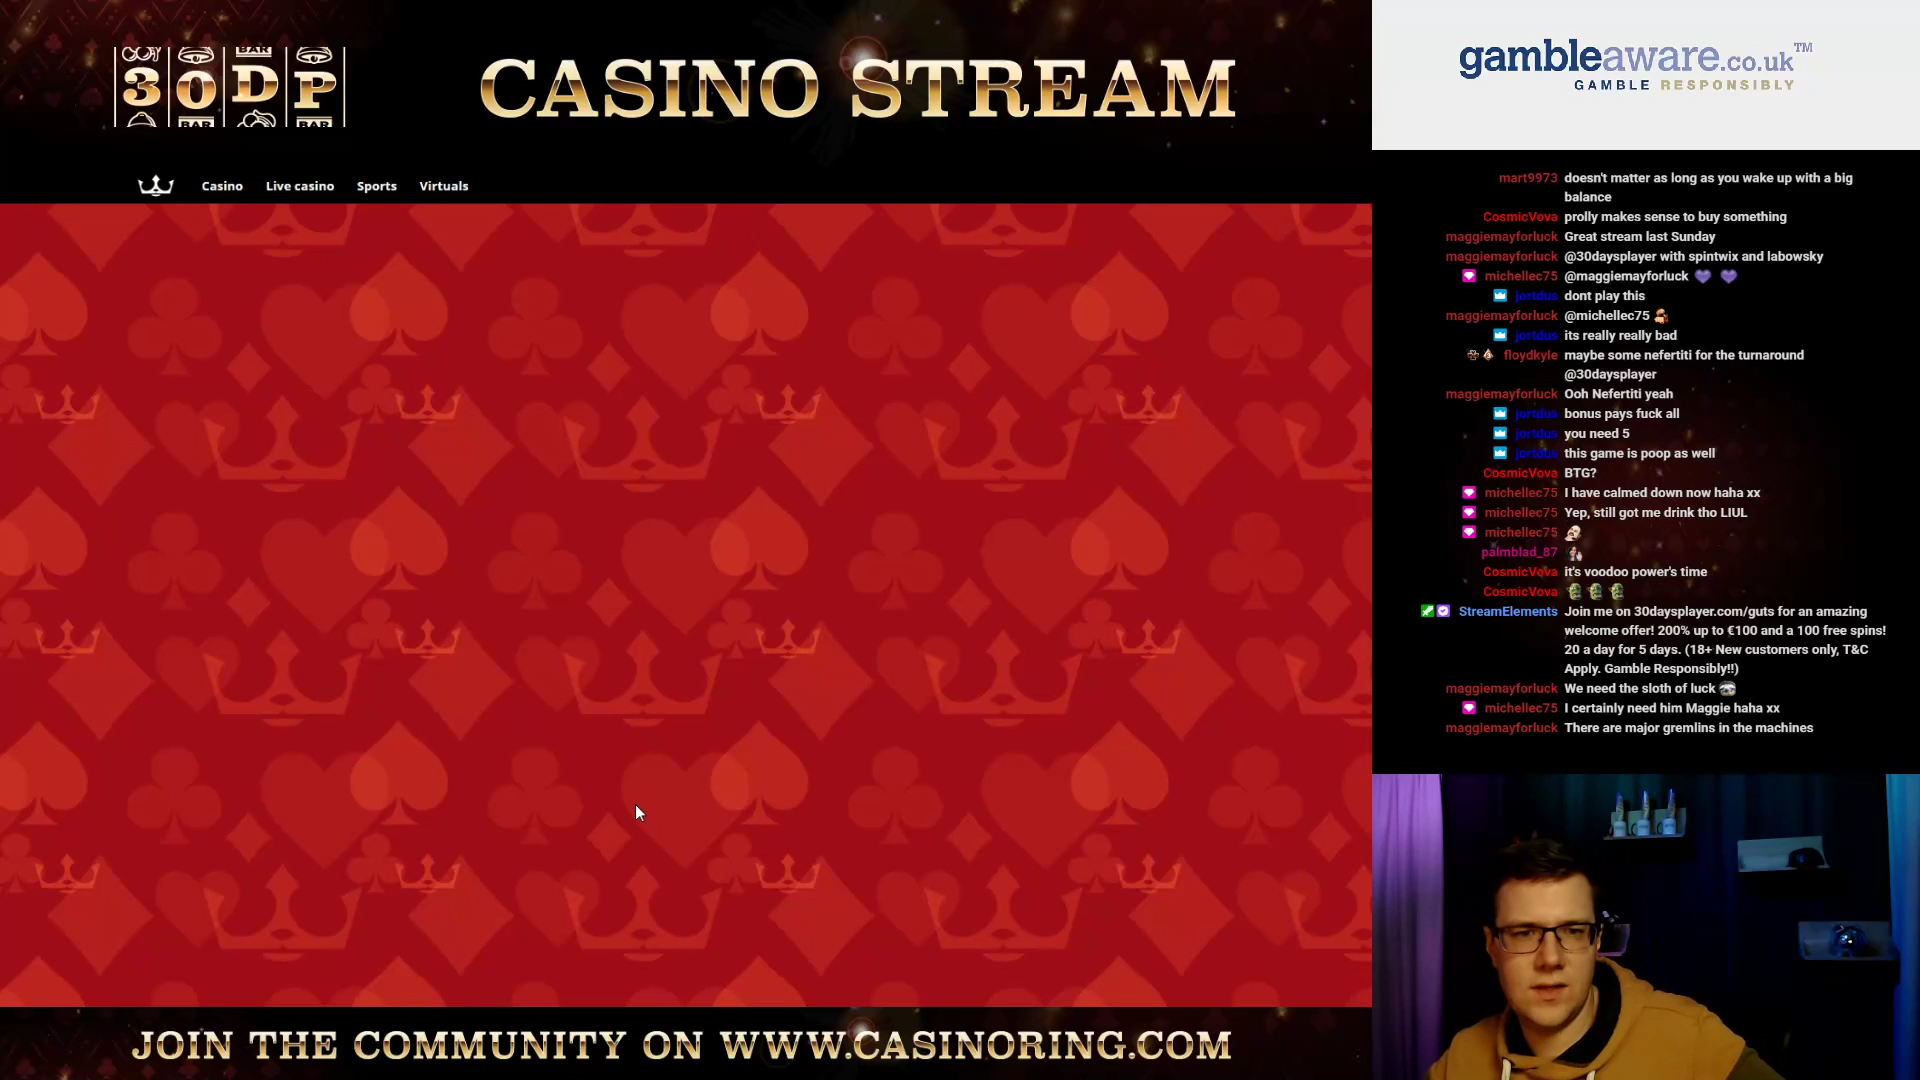 BAR
30DP
BAR BAR
CASINO STREAM
gambleaware.co.uk™
GAMBLE RESPONSIBLY
Casino Live casino Sports Virtuals
mart9973 doesn't matter as long as you wake up with a big
balance
CosmicVova prolly makes sense to buy something
maggiemayforluck Great stream last Sunday
maggiemayforluck @30daysplayer with spintwix and labowsky
michellec75 @maggiemayforluck
jortdus dont play this
maggiemayforluck @michellec75
jortdus its really really bad
floydkyle maybe some nefertiti for the turnaround
@30daysplayer
maggiemayforluck Ooh Nefertiti yeah
jortdus bonus pays fuck all
jortdus you need 5
jortdus this game is poop as well
CosmicVova BTG?
michellec75 I have calmed down now haha xx
michellec75 Yep, still got me drink tho LIUL
michellec75
palmblad_87
CosmicVova it's voodoo power's time
CosmicVova
StreamElements Join me on 30daysplayer.com/guts for an amazing
welcome offer! 200% up to €100 and a 100 free spins!
20 a day for 5 days. (18+ New customers only, T&C
Apply. Gamble Responsibly!!)
maggiemayforluck We need the sloth of luck
michellec75 I certainly need him Maggie haha xx
maggiemayforluck There are major gremlins in the machines
JOIN THE COMMUNITY ON WWW.CASINORING.COM